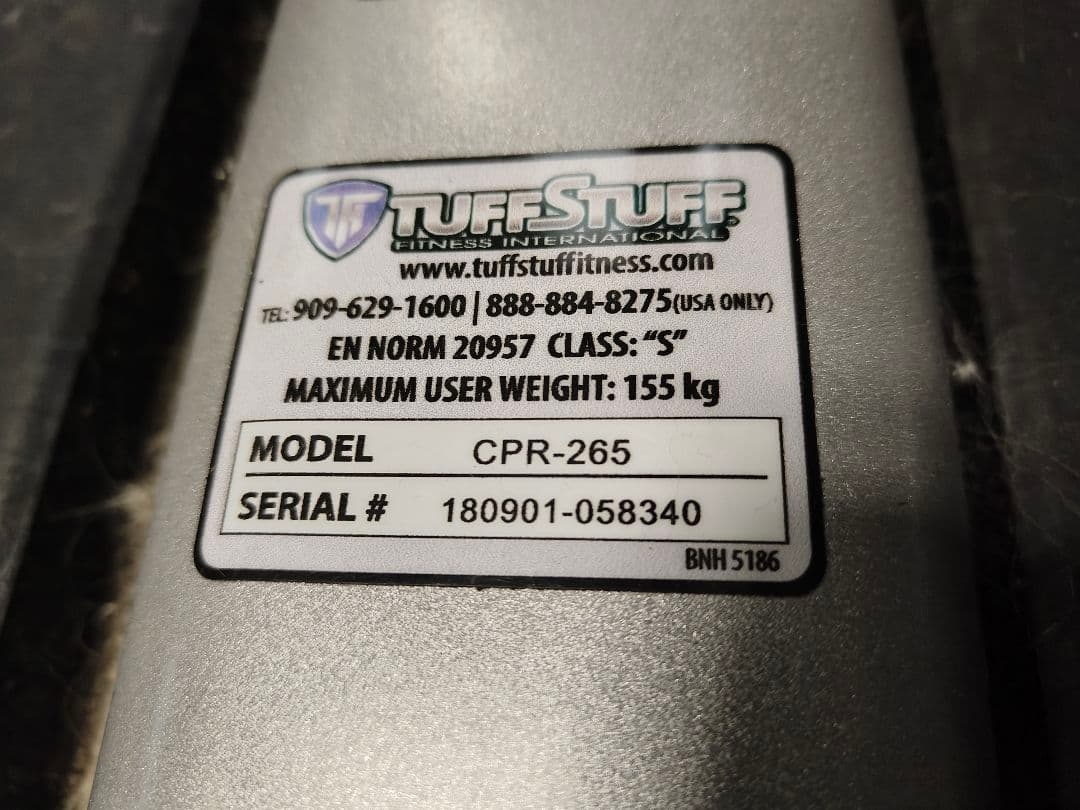 TUFFSTUFF
FITNESS INTERNATIONAL
www.tuffstuffitness.com
TEL: 909-629-1600 | 888-884-8275 (USA ONLY)
EN NORM 20957 CLASS: “S”
MAXIMUM USER WEIGHT: 155 kg
MODEL CPR-265
SERIAL # 180901-058340
BNH 5186